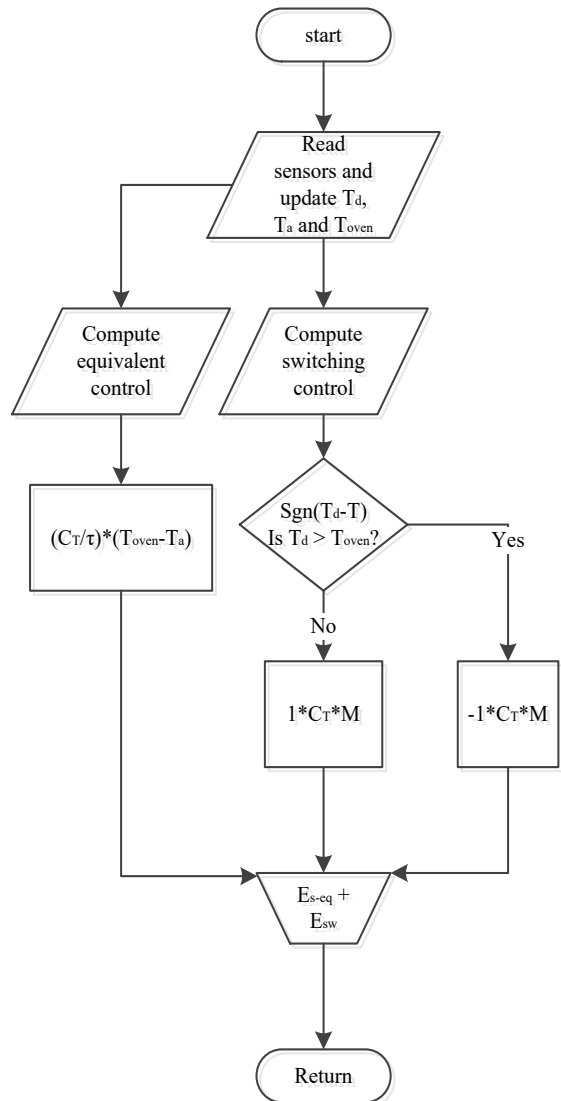 start
Read
sensors and
update Td,
Ta and Toven
Compute
equivalent
control
Compute
switching
control
(CT/τ)*(Toven-Ta)
Sgn(Td-T)
Is Td > Toven?
Yes
No
1*CT*M
-1*CT*M
Es-eq +
Esw
Return